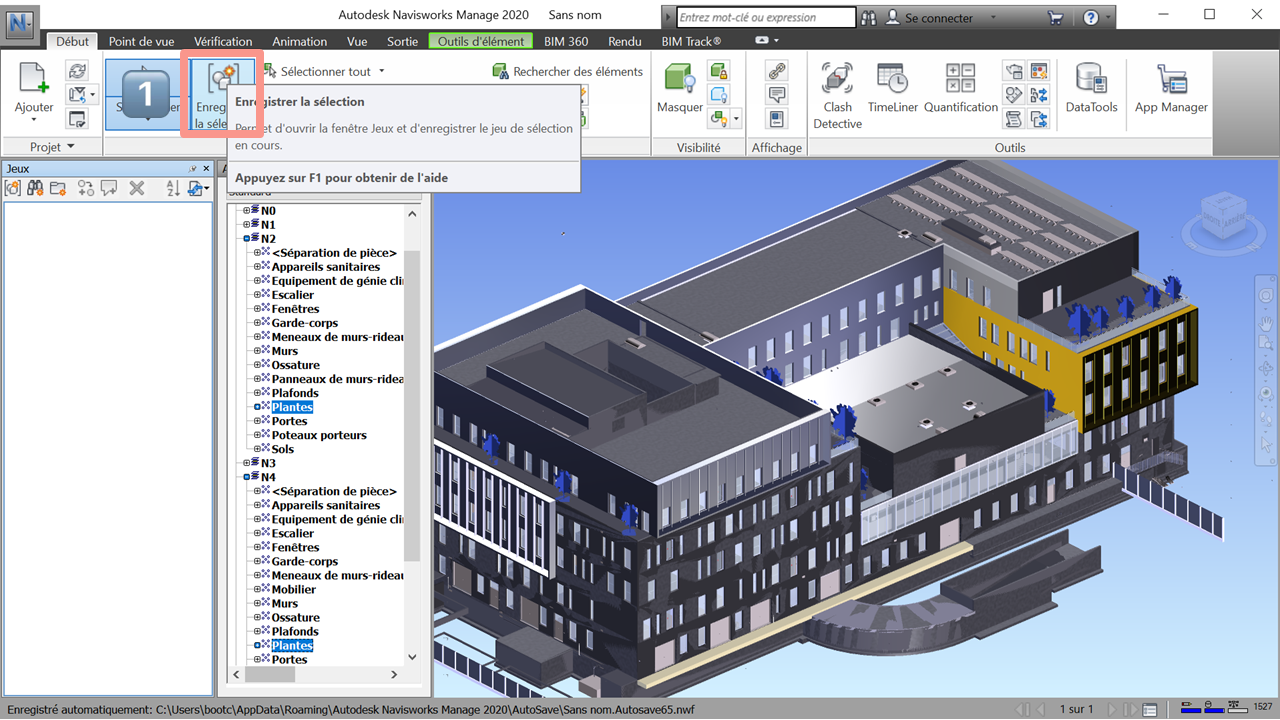 Autodesk Navisworks Manage 2020 Sans nom
Entrez mot-clé ou expression
Se connecter
Début Point de vue Vérification Animation Vue Sortie Outils d'élément BIM 360 Rendu BIM Track®
1
Ajouter
Projet
Sélectionner tout
Rechercher des éléments
Masquer
Visibilité
Affichage
Clash
Detective
TimeLiner
Quantification
Outils
DataTools
App Manager
Enregistrer la sélection
Permet d'ouvrir la fenêtre Jeux et d'enregistrer le jeu de sélection
en cours.
Appuyez sur F1 pour obtenir de l'aide
Standard
Jeux
N0
N1
N2
<Séparation de pièce>
Appareils sanitaires
Equipement de génie cli
Escalier
Fenêtres
Garde-corps
Meneaux de murs-rideau
Murs
Ossature
Panneaux de murs-ridea
Plafonds
Plantes
Portes
Poteaux porteurs
Sols
N3
N4
<Séparation de pièce>
Appareils sanitaires
Equipement de génie cli
Escalier
Fenêtres
Garde-corps
Meneaux de murs-rideau
Mobilier
Murs
Ossature
Plafonds
Plantes
Portes
Enregistré automatiquement: C:\Users\bootc\AppData\Roaming\Autodesk Navisworks Manage 2020\AutoSave\Sans nom.Autosave65.nwf
1 sur 1
1527